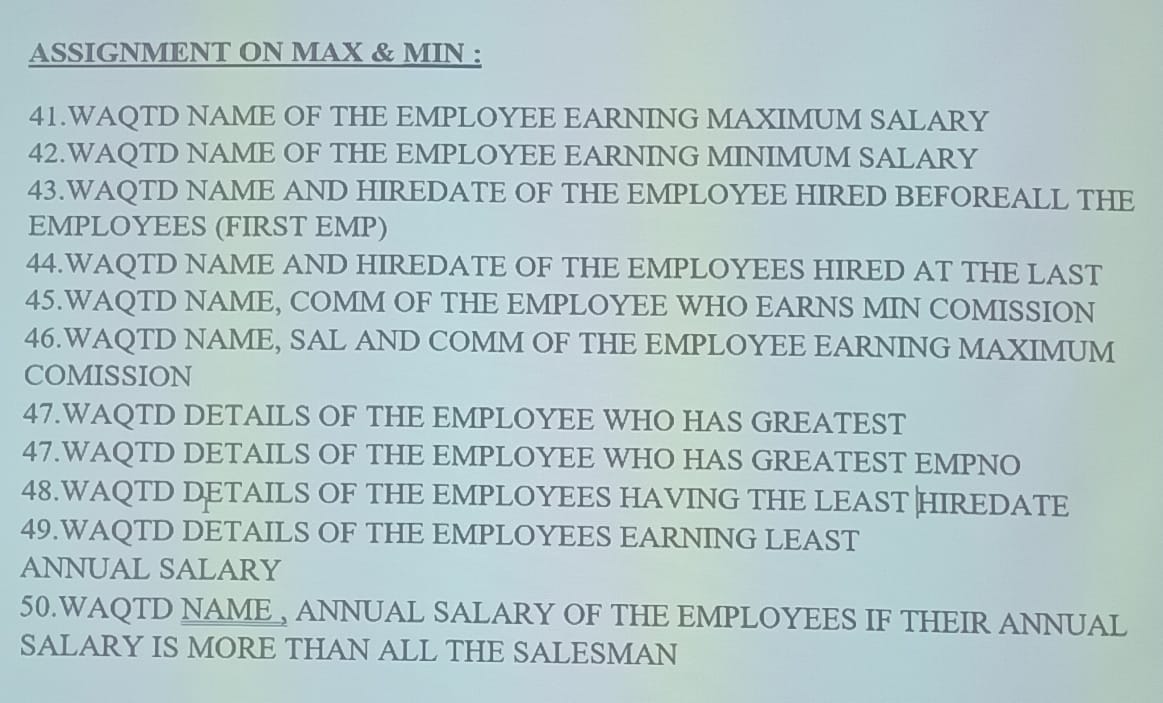 ASSIGNMENT ON MAX & MIN :
41.WAQTD NAME OF THE EMPLOYEE EARNING MAXIMUM SALARY
42.WAQTD NAME OF THE EMPLOYEE EARNING MINIMUM SALARY
43.WAQTD NAME AND HIREDATE OF THE EMPLOYEE HIRED BEFOREALL THE
EMPLOYEES (FIRST EMP)
44.WAQTD NAME AND HIREDATE OF THE EMPLOYEES HIRED AT THE LAST
45.WAQTD NAME, COMM OF THE EMPLOYEE WHO EARNS MIN COMISSION
46.WAQTD NAME, SAL AND COMM OF THE EMPLOYEE EARNING MAXIMUM
COMISSION
47.WAQTD DETAILS OF THE EMPLOYEE WHO HAS GREATEST
47.WAQTD DETAILS OF THE EMPLOYEE WHO HAS GREATEST EMPNO
48.WAQTD DETAILS OF THE EMPLOYEES HAVING THE LEAST HIREDATE
49.WAQTD DETAILS OF THE EMPLOYEES EARNING LEAST
ANNUAL SALARY
50.WAQTD NAME , ANNUAL SALARY OF THE EMPLOYEES IF THEIR ANNUAL
SALARY IS MORE THAN ALL THE SALESMAN